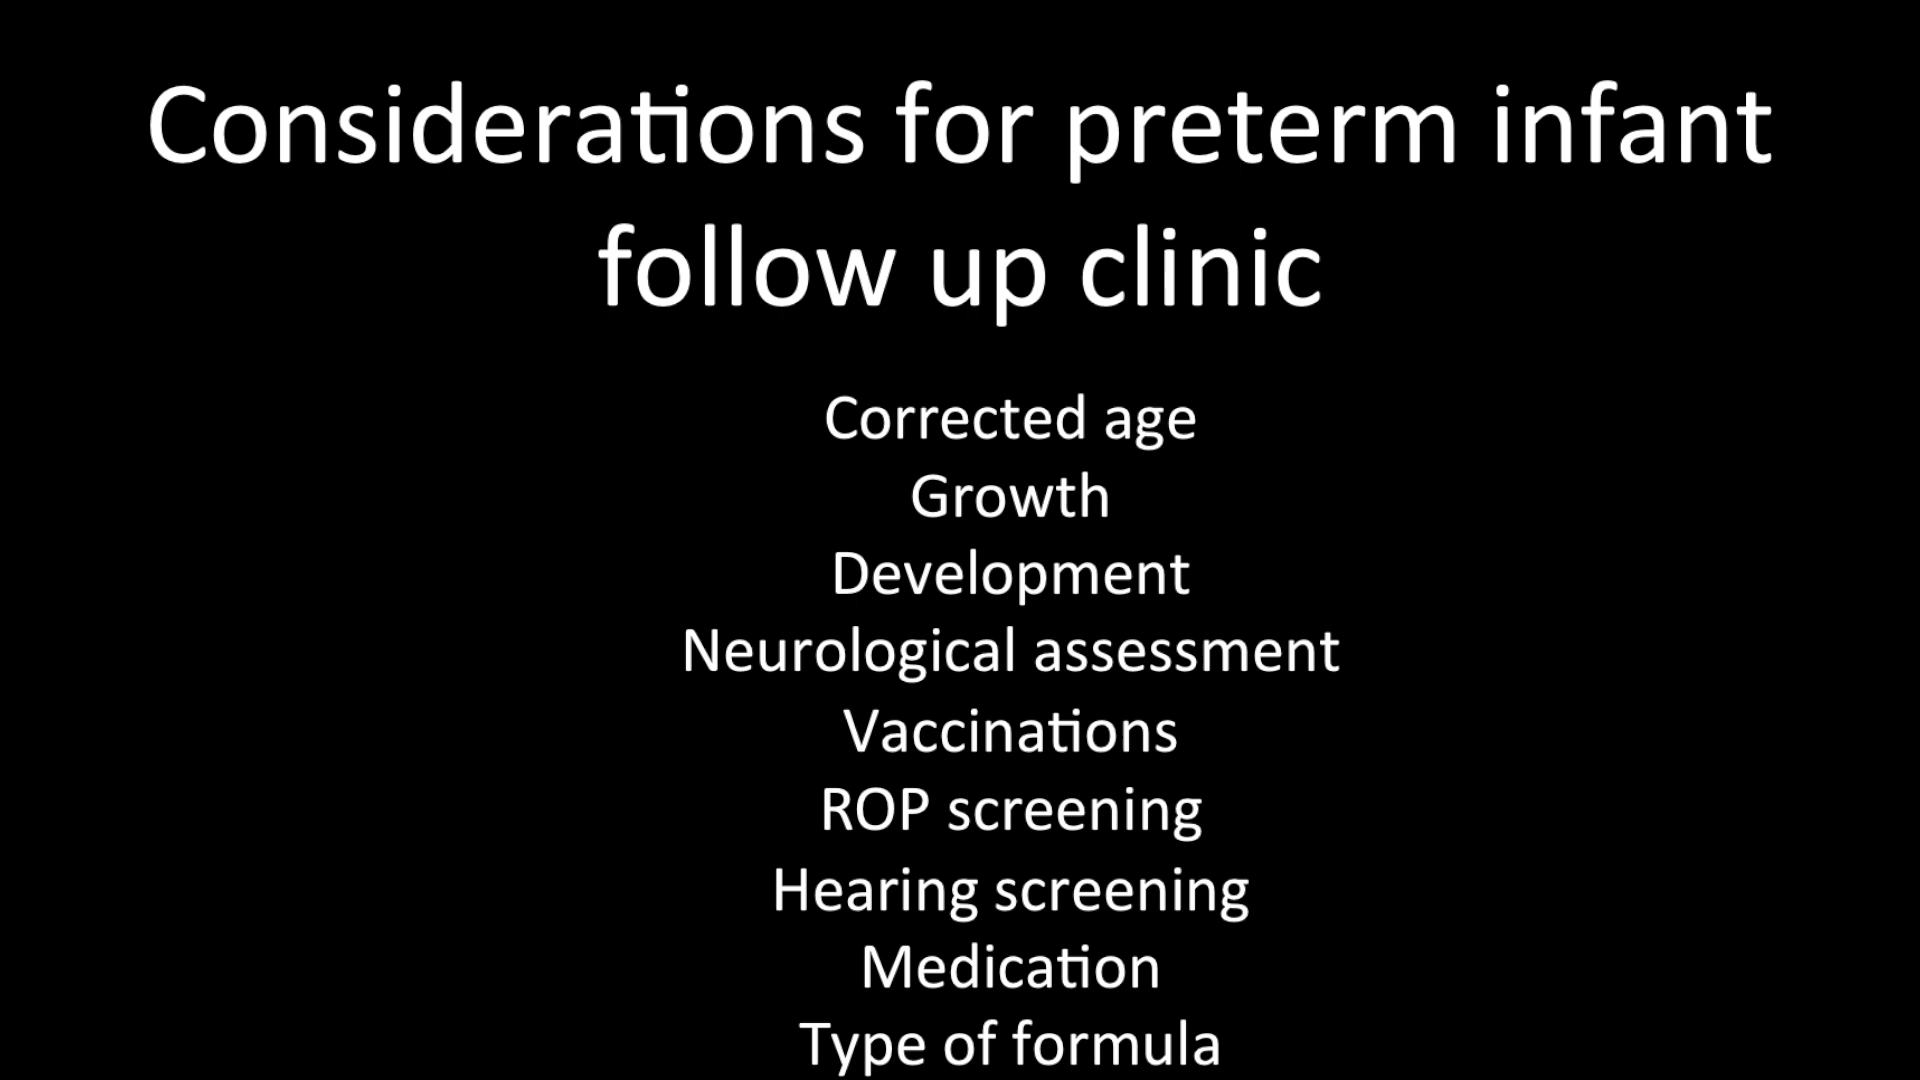 Considerations for preterm infant
follow up clinic
Corrected age
Growth
Development
Neurological assessment
Vaccinations
ROP screening
Hearing screening
Medication
Type of formula